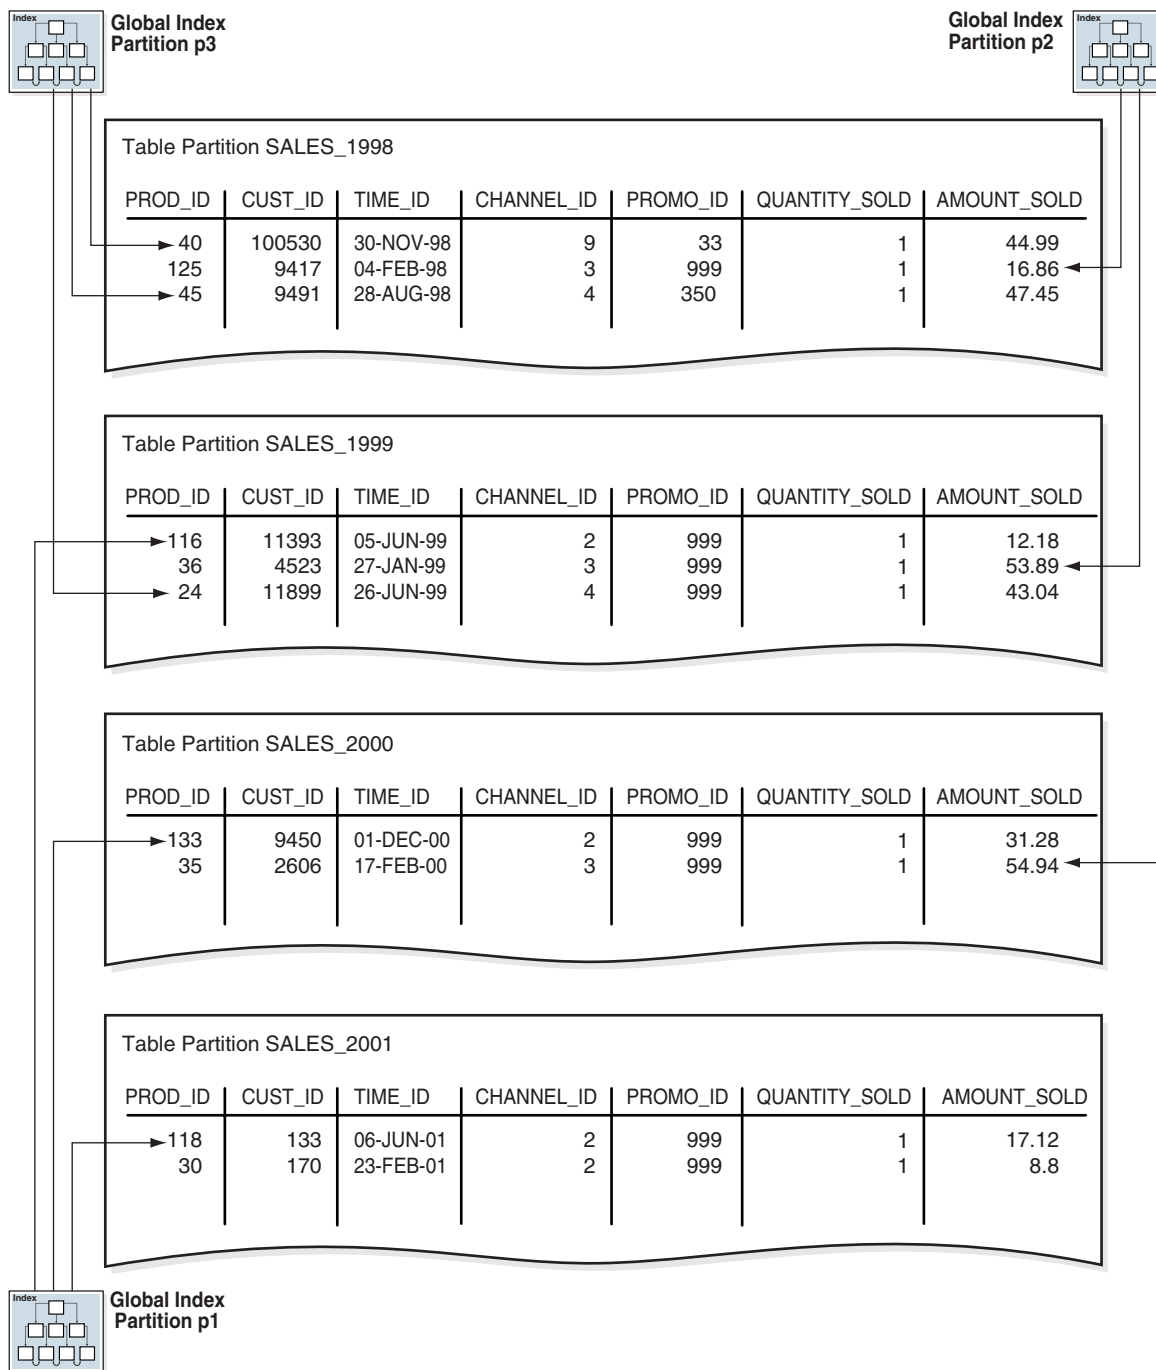 Index
Global Index
Partition p3
Global Index
Partition p2
Index
Table Partition SALES_1998
PROD_ID CUST_ID TIME_ID CHANNEL_ID PROMO_ID QUANTITY_SOLD AMOUNT_SOLD
40 100530 30-NOV-98 9 33 1 44.99
125 9417 04-FEB-98 3 999 1 16.86
45 9491 28-AUG-98 4 350 1 47.45
Table Partition SALES_1999
PROD_ID CUST_ID TIME_ID CHANNEL_ID PROMO_ID QUANTITY_SOLD AMOUNT_SOLD
116 11393 05-JUN-99 2 999 1 12.18
36 4523 27-JAN-99 3 999 1 53.89
24 11899 26-JUN-99 4 999 1 43.04
Table Partition SALES_2000
PROD_ID CUST_ID TIME_ID CHANNEL_ID PROMO_ID QUANTITY_SOLD AMOUNT_SOLD
133 9450 01-DEC-00 2 999 1 31.28
35 2606 17-FEB-00 3 999 1 54.94
Table Partition SALES_2001
PROD_ID CUST_ID TIME_ID CHANNEL_ID PROMO_ID QUANTITY_SOLD AMOUNT_SOLD
118 133 06-JUN-01 2 999 1 17.12
30 170 23-FEB-01 2 999 1 8.8
Index
Global Index
Partition p1